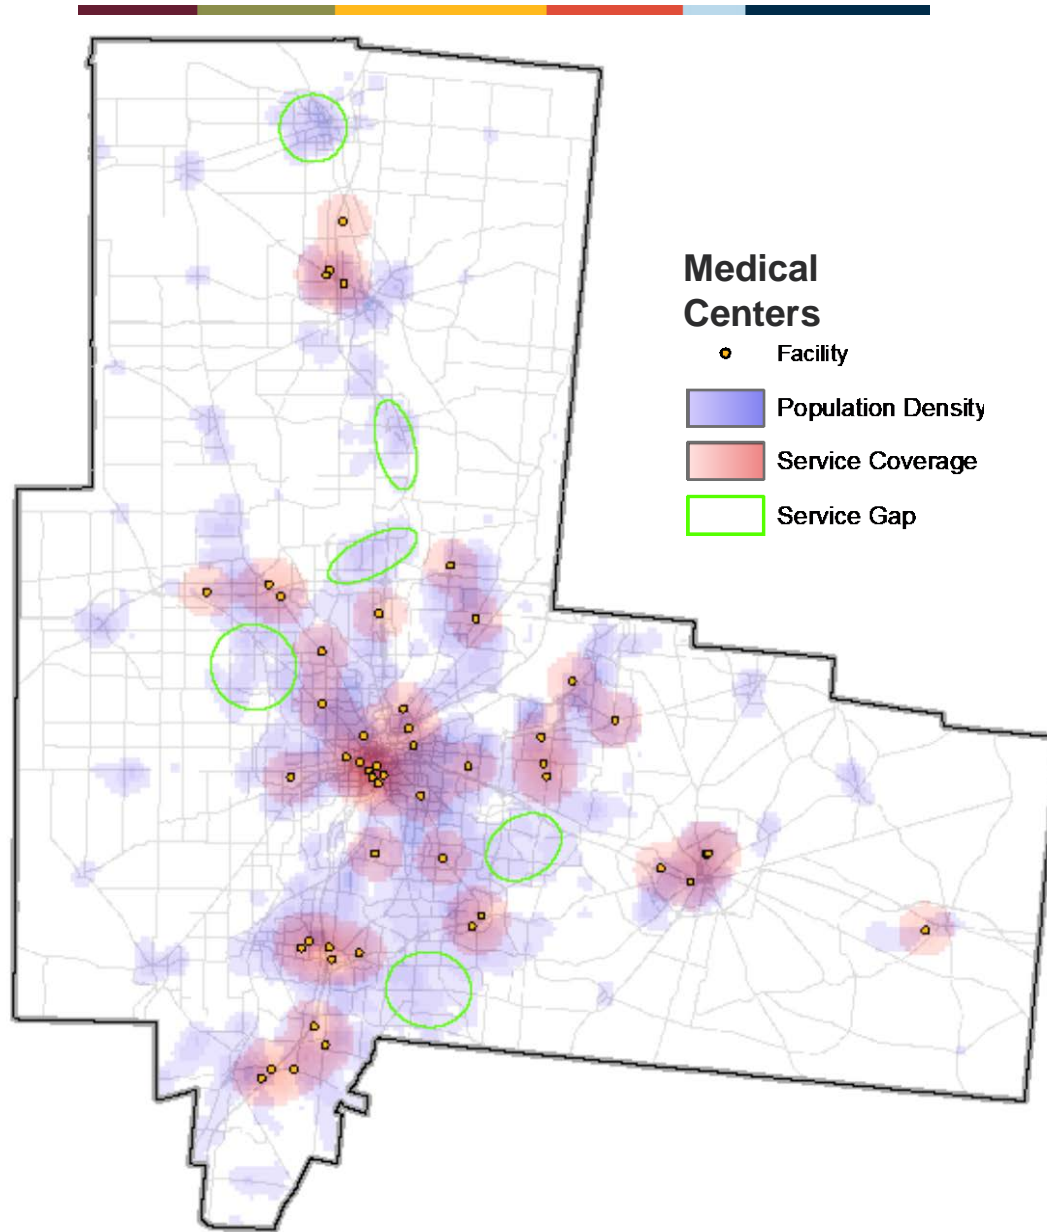 Medical
Centers
Facility
Population Density
Service Coverage
Service Gap